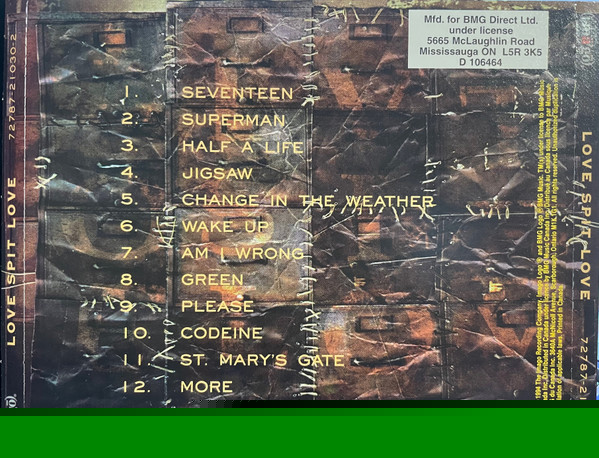 Mfd. for BMG Direct Ltd.
under license
5665 McLaughlin Road
Mississauga ON L5R 3K5
D 106464
LOVE SPIT LOVE 72787-21030-2
1. SEVENTEEN
2. SUPERMAN
3. HALF A LIFE
4. JIGSAW
5. CHANGE IN THE WEATHER
6. WAKE UP
7. AM I WRONG
8. GREEN
9. PLEASE
10. CODEINE
11. ST. MARY'S GATE
12. MORE
LOVE SPIT LOVE 72787-2